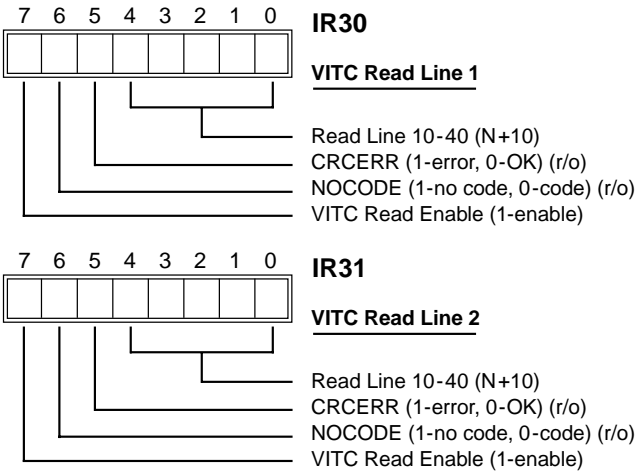 7 6 5 4 3 2 1 0 IR30
VITC Read Line 1
Read Line 10-40 (N+10)
CRCERR (1-error, 0-OK) (r/o)
NOCODE (1-no code, 0-code) (r/o)
VITC Read Enable (1-enable)
7 6 5 4 3 2 1 0 IR31
VITC Read Line 2
Read Line 10-40 (N+10)
CRCERR (1-error, 0-OK) (r/o)
NOCODE (1-no code, 0-code) (r/o)
VITC Read Enable (1-enable)